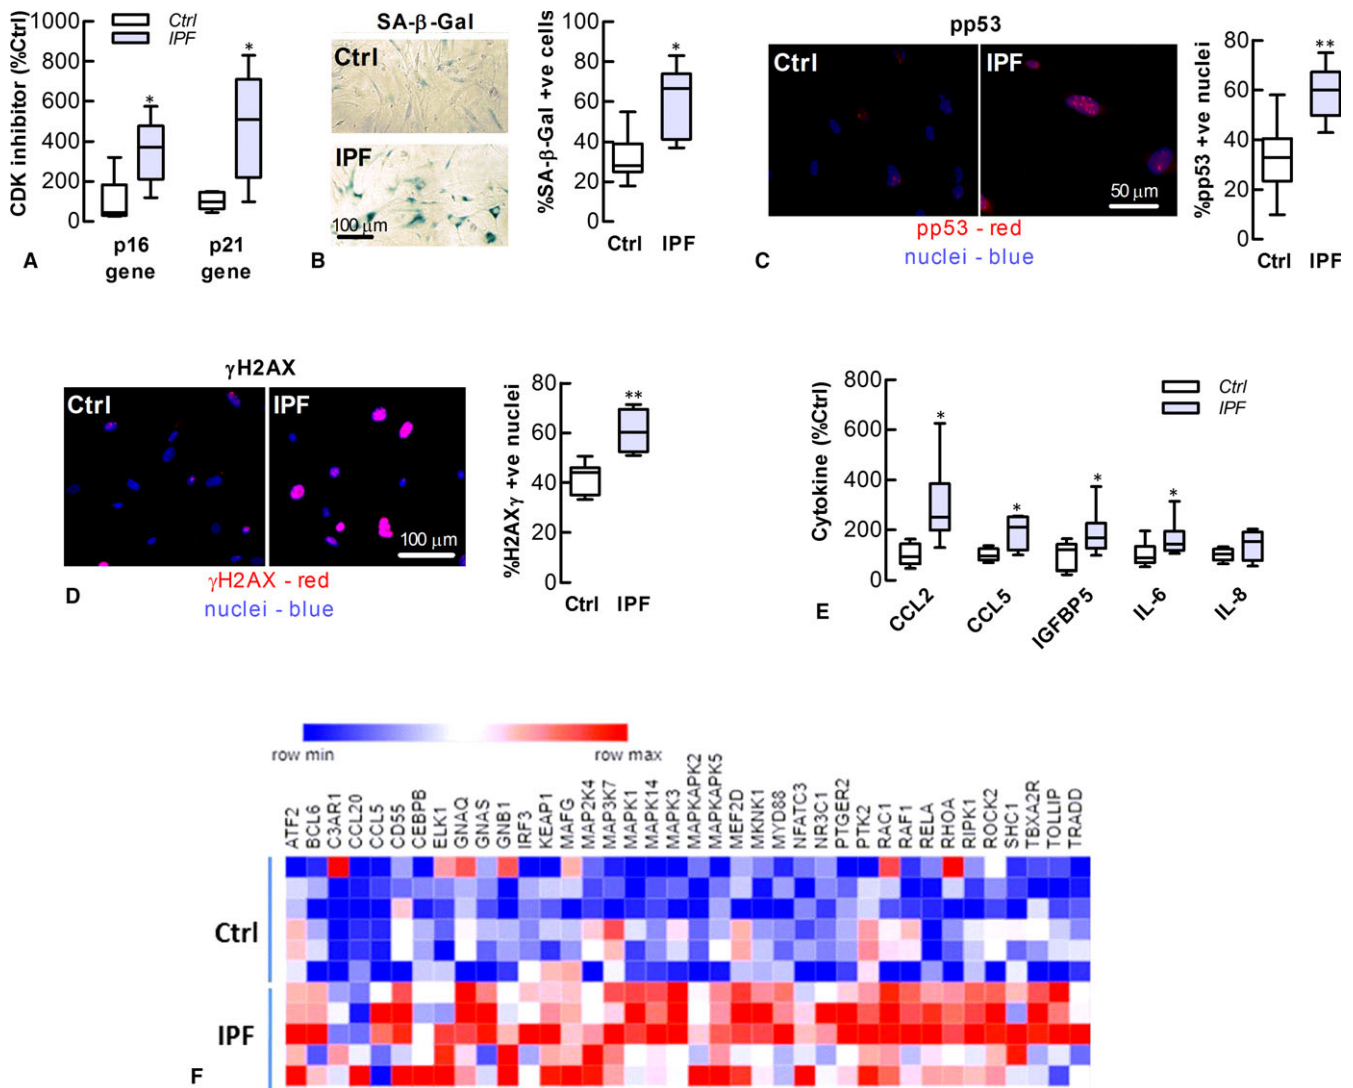 CDK inhibitor (%Ctrl)
1000
800
600
400
200
0
Ctrl
IPF
*
*
p16
gene
p21
gene
A
SA-β-Gal
Ctrl
IPF
100 μm
B
%SA-β-Gal +ve cells
100
80
60
40
20
0
*
Ctrl
IPF
pp53
Ctrl
IPF
50 μm
pp53 - red
nuclei - blue
C
%pp53 +ve nuclei
80
60
40
20
0
**
Ctrl
IPF
γH2AX
Ctrl
IPF
100 μm
γH2AX - red
nuclei - blue
D
%H2AXγ +ve nuclei
80
60
40
20
0
**
Ctrl
IPF
Cytokine (%Ctrl)
800
600
400
200
0
Ctrl
IPF
*
*
*
*
CCL2
CCL5
IGFBP5
IL-6
IL-8
E
row min
row max
ATF2
BCL6
C3AR1
CCL20
CCL5
CD55
CEBPB
ELK1
GNAQ
GNAS
GNB1
IRF3
KEAP1
MAFG
MAP2K4
MAP3K7
MAPK1
MAPK14
MAPK3
MAPKAPK2
MAPKAPK5
MEF2D
MKNK1
MYD88
NFATC3
NR3C1
PTGER2
PTK2
RAC1
RAF1
RELA
RHOA
RIPK1
ROCK2
SHC1
TBXA2R
TOLLIP
TRADD
Ctrl
IPF
F